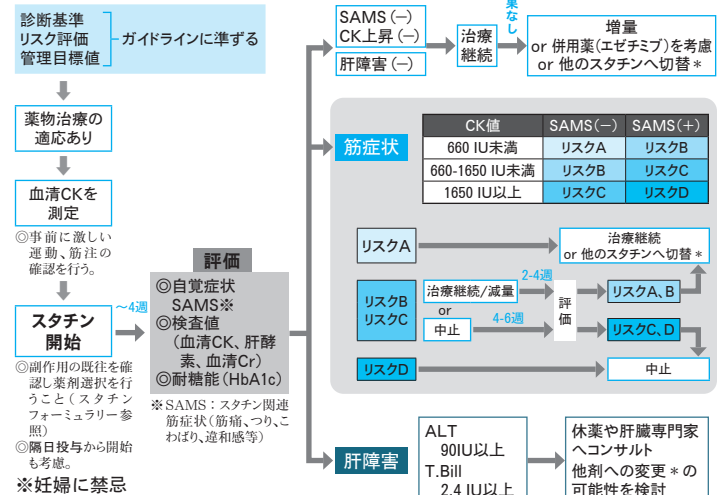 診断基準
リスク評価
管理目標値
ガイドラインに準ずる
薬物治療の
適応あり
血清CKを
測定
◎事前に激しい
運動、筋注の
確認を行う。
スタチン
開始
◎副作用の既往を確
認し薬剤選択を行
うこと(スタチン
フォーミュラリー参
照)
◎隔日投与から開始
も考慮。
※妊婦に禁忌
～4週
評価
◎自覚症状
SAMS※
◎検査値
(血清CK、肝酵
素、血清Cr)
◎耐糖能(HbA1c)
※SAMS：スタチン関連
筋症状(筋痛、つり、こ
わばり、違和感等)
SAMS(－)
CK上昇(－)
肝障害(－)
治療
継続
果なし
増量
or 併用薬(エゼチミブ)を考慮
or 他のスタチンへ切替＊
筋症状
CK値 SAMS(－) SAMS(+)
660 IU未満 リスクA リスクB
660-1650 IU未満 リスクB リスクC
1650 IU以上 リスクC リスクD
リスクA
治療継続
or 他のスタチンへ切替＊
リスクB
リスクC
治療継続/減量
or
中止
2-4週
4-6週
評価
リスクA、B
リスクC、D
リスクD
中止
肝障害
ALT
90IU以上
T.Bill
2.4 IU以上
休薬や肝臓専門家
へコンサルト
他剤への変更＊の
可能性を検討